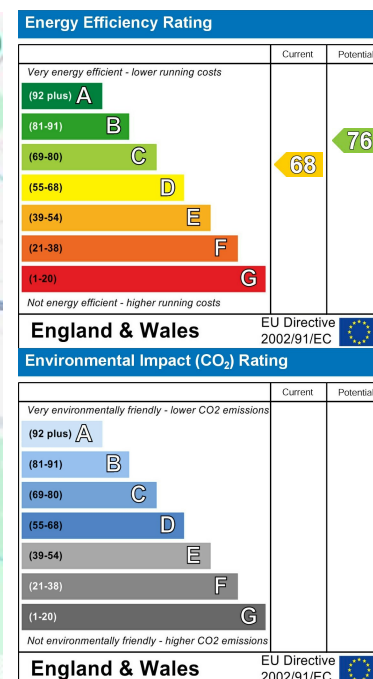 Energy Efficiency Rating
Current Potential
Very energy efficient - lower running costs
(92 plus) A
(81-91) B
(69-80) C
(55-68) D
(39-54) E
(21-38) F
(1-20) G
68
76
Not energy efficient - higher running costs
England & Wales
EU Directive
2002/91/EC
Environmental Impact (CO₂) Rating
Current Potential
Very environmentally friendly - lower CO2 emissions
(92 plus) A
(81-91) B
(69-80) C
(55-68) D
(39-54) E
(21-38) F
(1-20) G
Not environmentally friendly - higher CO2 emissions
England & Wales
EU Directive
2002/91/EC